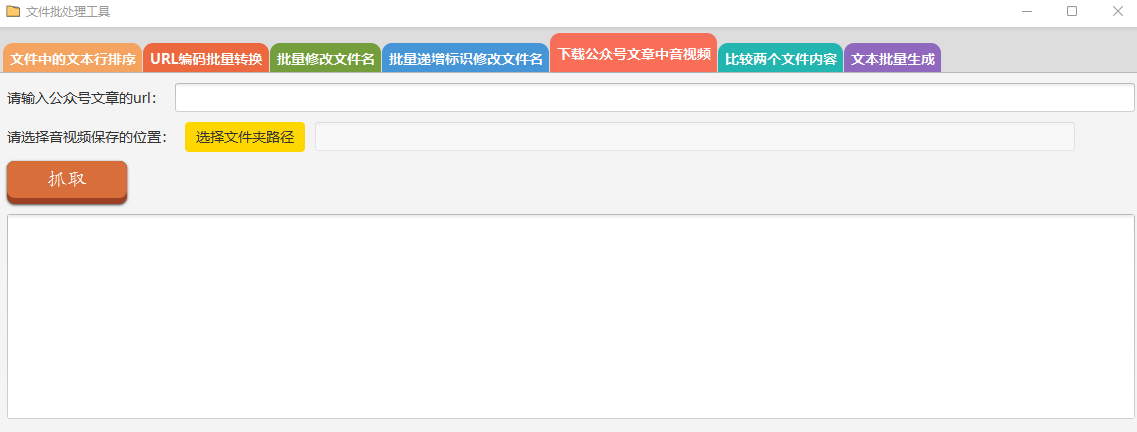 文件批处理工具
文件中的文本行排序 URL编码批量转换 批量修改文件名 批量递增标识修改文件名 下载公众号文章中音视频 比较两个文件内容 文本批量生成
请输入公众号文章的url：
请选择音视频保存的位置： 选择文件夹路径
抓取